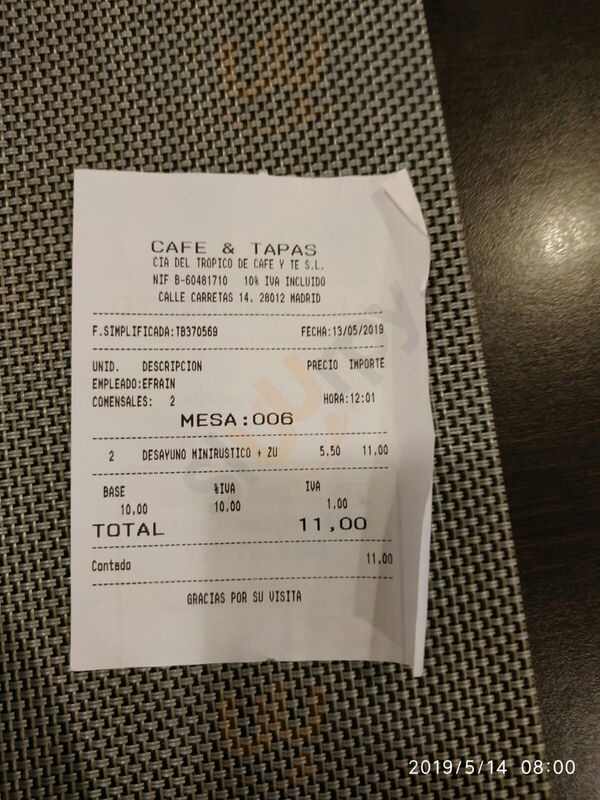 CAFE & TAPAS
CIA DEL TROPICO DE CAFE Y TE S.L.
NIF B-60481710 10% IVA INCLUIDO
CALLE CARRETAS 14, 28012 MADRID
F.SIMPLIFICADA:TB370569 FECHA:13/05/2019
UNID. DESCRIPCION PRECIO IMPORTE
EMPLEADO:EFRAIN
COMENSALES: 2 HORA:12:01
MESA:006
2 DESAYUNO MINIRUSTICO + ZU 5,50 11,00
BASE %IVA IVA
10,00 10,00 1,00
TOTAL 11,00
Contado 11,00
GRACIAS POR SU VISITA
2019/5/14 08:00